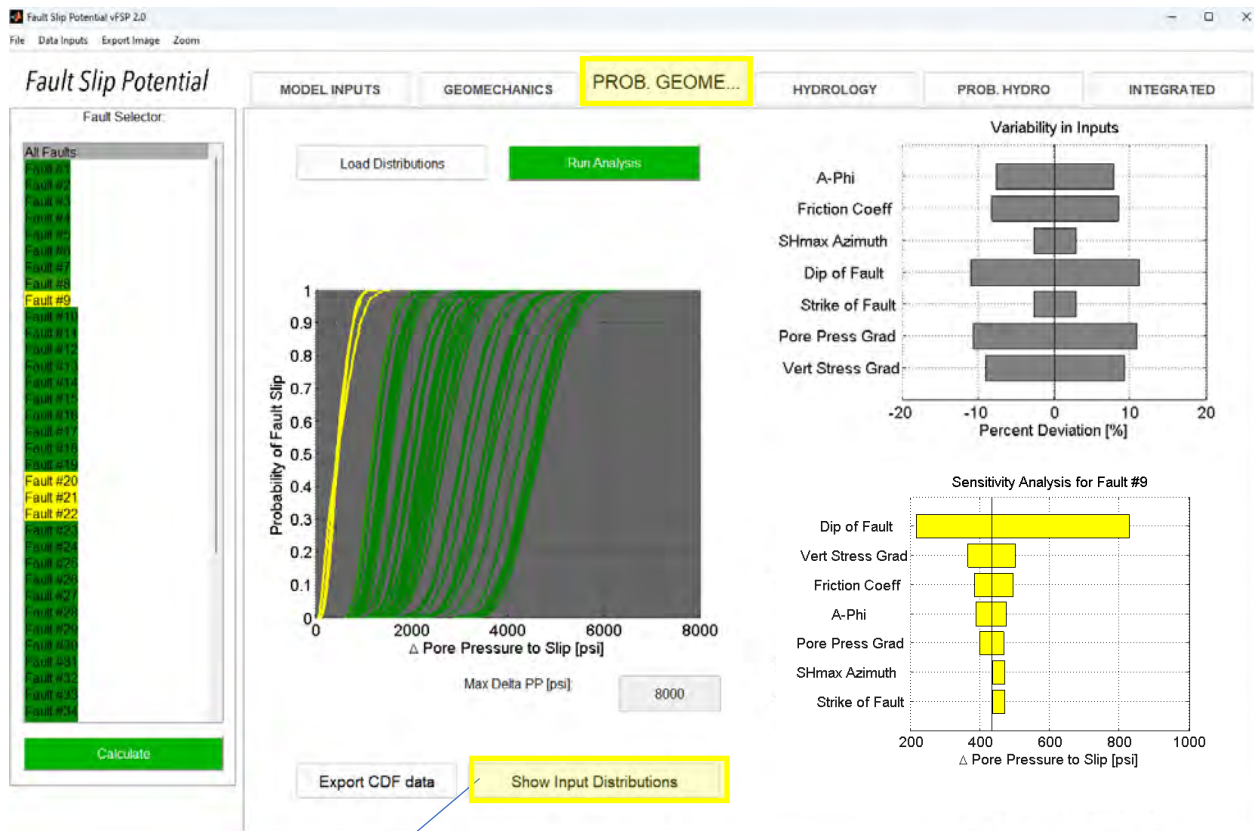 Fault Slip Potential vFSP 2.0
File Data Inputs Export Image Zoom
Fault Slip Potential
MODEL INPUTS GEOMECHANICS PROB. GEOME... HYDROLOGY PROB. HYDRO INTEGRATED
Fault Selector:
All Faults
Fault #1
Fault #2
Fault #3
Fault #4
Fault #5
Fault #6
Fault #7
Fault #8
Fault #9
Fault #10
Fault #11
Fault #12
Fault #13
Fault #14
Fault #15
Fault #16
Fault #17
Fault #18
Fault #19
Fault #20
Fault #21
Fault #22
Fault #23
Fault #24
Fault #25
Fault #26
Fault #27
Fault #28
Fault #29
Fault #30
Fault #31
Fault #32
Fault #33
Fault #34
Calculate
Load Distributions Run Analysis
Probability of Fault Slip
1
0.9
0.8
0.7
0.6
0.5
0.4
0.3
0.2
0.1
0
0 2000 4000 6000 8000
Δ Pore Pressure to Slip [psi]
Max Delta PP [psi] 8000
Export CDF data Show Input Distributions
Variability in Inputs
A-Phi
Friction Coeff
SHmax Azimuth
Dip of Fault
Strike of Fault
Pore Press Grad
Vert Stress Grad
-20 -10 0 10 20
Percent Deviation [%]
Sensitivity Analysis for Fault #9
Dip of Fault
Vert Stress Grad
Friction Coeff
A-Phi
Pore Press Grad
SHmax Azimuth
Strike of Fault
200 400 600 800 1000
Δ Pore Pressure to Slip [psi]